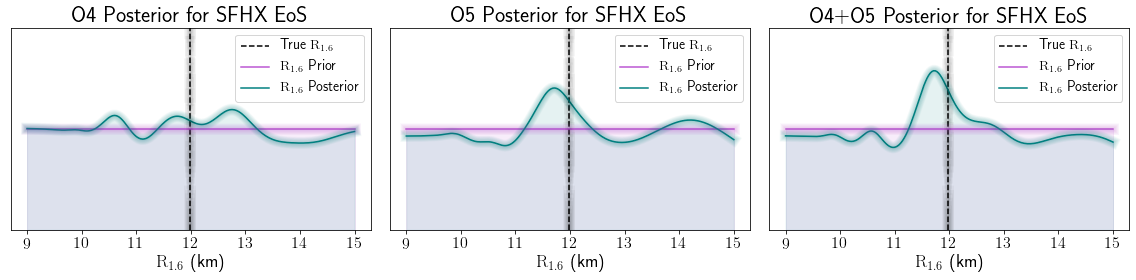 O4 Posterior for SFHX EoS
True R₁.₆
R₁.₆ Prior
R₁.₆ Posterior
9 10 11 12 13 14 15
R₁.₆ (km)
O5 Posterior for SFHX EoS
True R₁.₆
R₁.₆ Prior
R₁.₆ Posterior
9 10 11 12 13 14 15
R₁.₆ (km)
O4+O5 Posterior for SFHX EoS
True R₁.₆
R₁.₆ Prior
R₁.₆ Posterior
9 10 11 12 13 14 15
R₁.₆ (km)